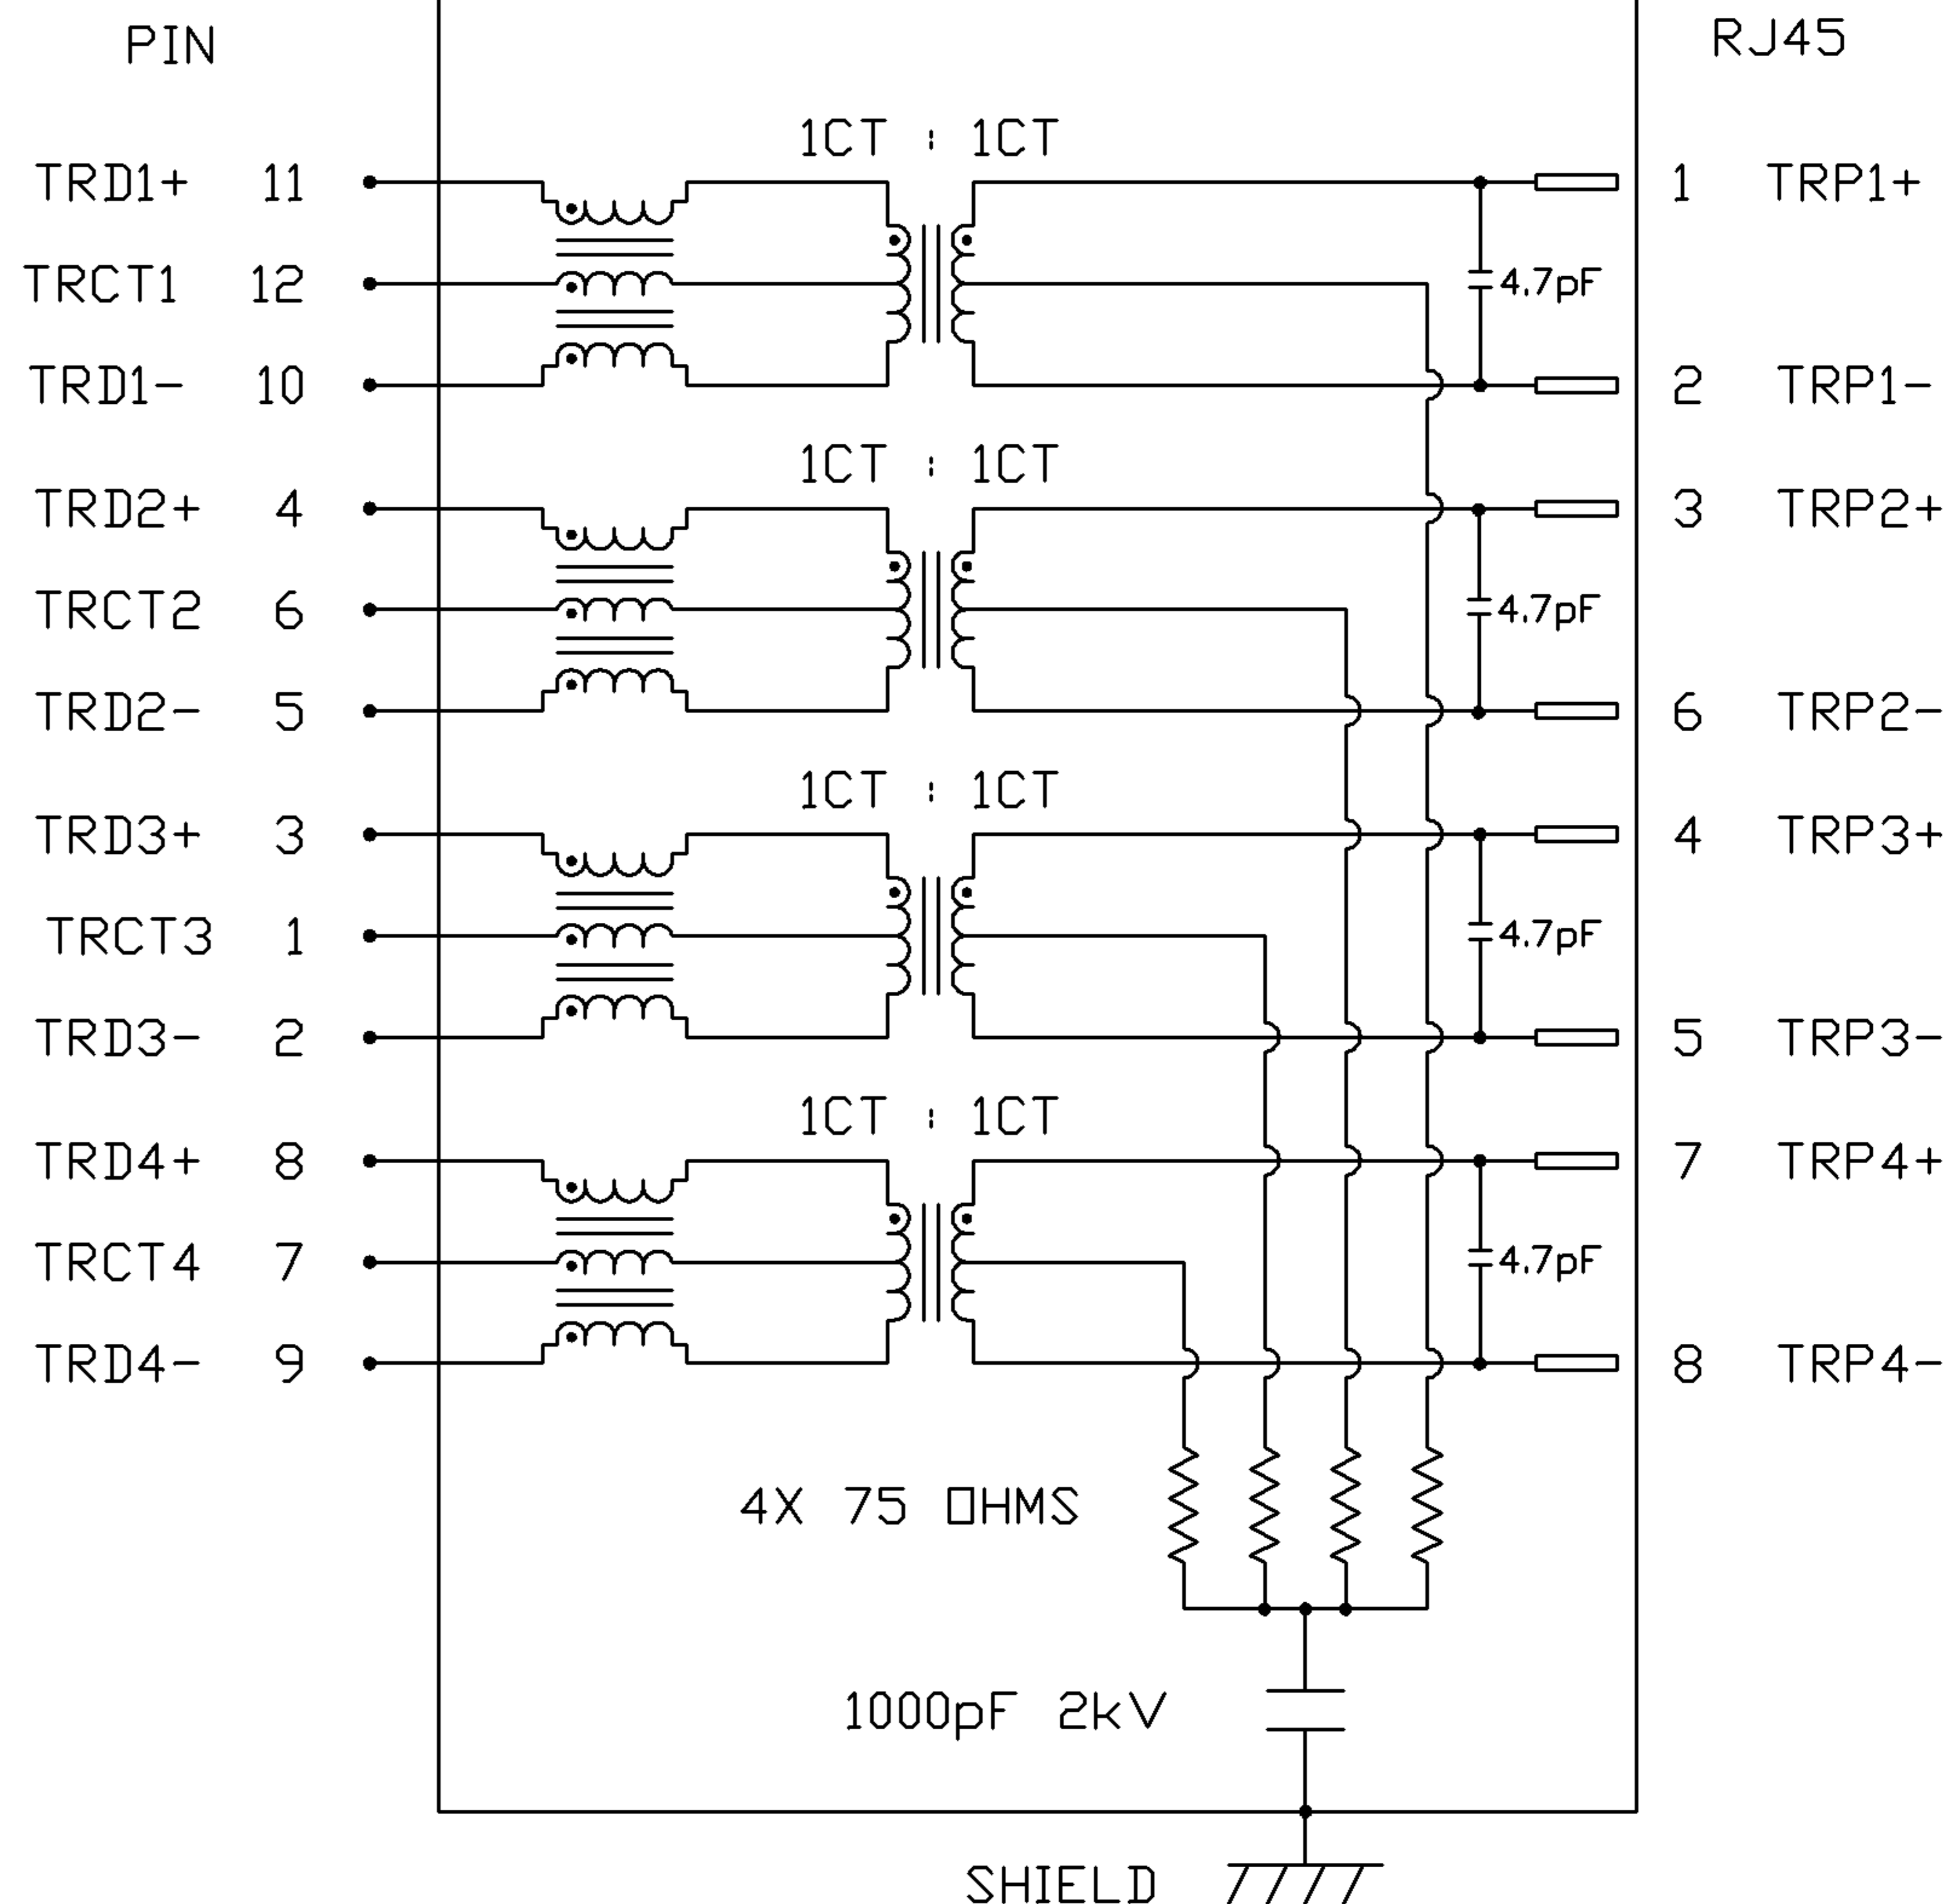 PIN RJ45
1CT : 1CT
TRD1+ 11 1 TRP1+
TRCT1 12 4.7pF
TRD1- 10 2 TRP1-
1CT : 1CT
TRD2+ 4 3 TRP2+
TRCT2 6 4.7pF
TRD2- 5 6 TRP2-
1CT : 1CT
TRD3+ 3 4 TRP3+
TRCT3 1 4.7pF
TRD3- 2 5 TRP3-
1CT : 1CT
TRD4+ 8 7 TRP4+
TRCT4 7 4.7pF
TRD4- 9 8 TRP4-
4X 75 OHMS
1000pF 2kV
SHIELD